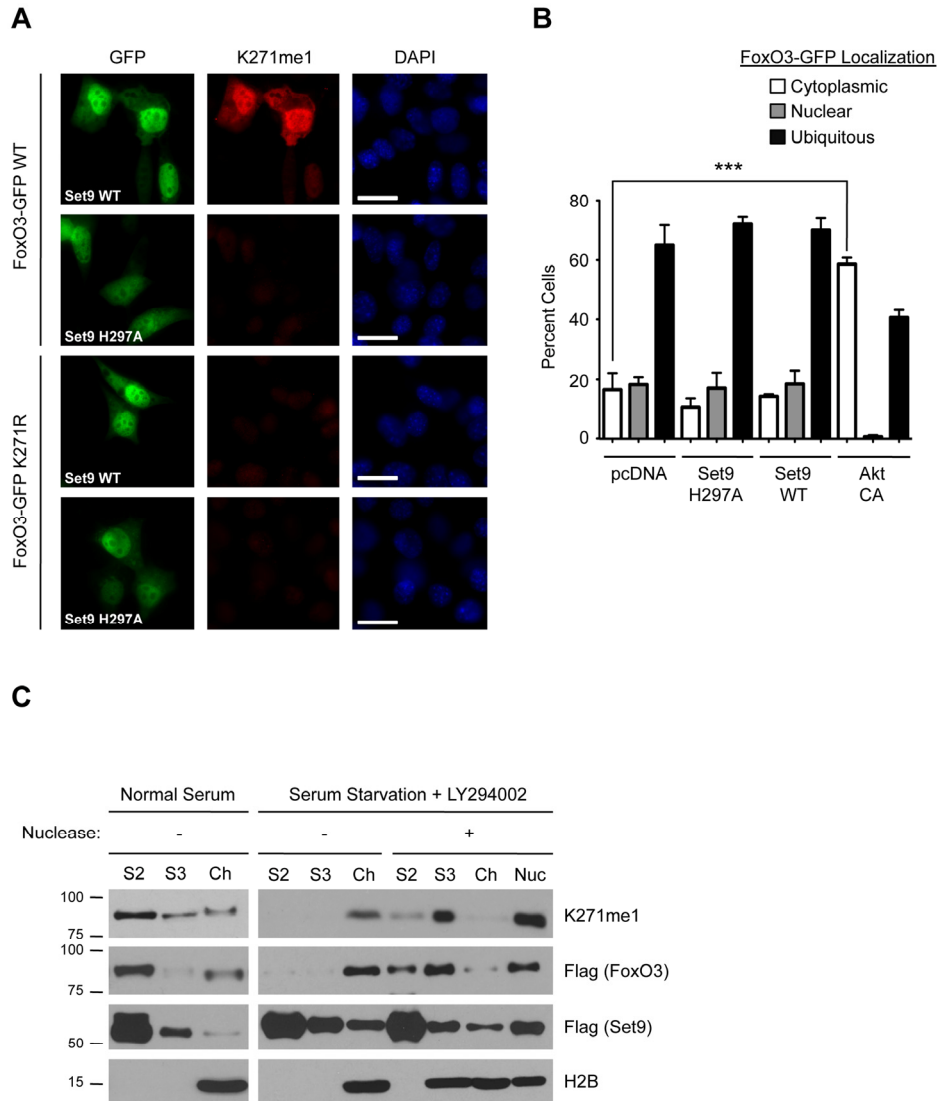 A
GFP K271me1 DAPI
FoxO3-GFP WT
Set9 WT
Set9 H297A
FoxO3-GFP K271R
Set9 WT
Set9 H297A
B
FoxO3-GFP Localization
Cytoplasmic
Nuclear
Ubiquitous
***
Percent Cells
80
60
40
20
0
pcDNA Set9 H297A Set9 WT Akt CA
C
Normal Serum Serum Starvation + LY294002
Nuclease: - - +
S2 S3 Ch S2 S3 Ch S2 S3 Ch Nuc
100
75
K271me1
100
75
Flag (FoxO3)
50
Flag (Set9)
15
H2B